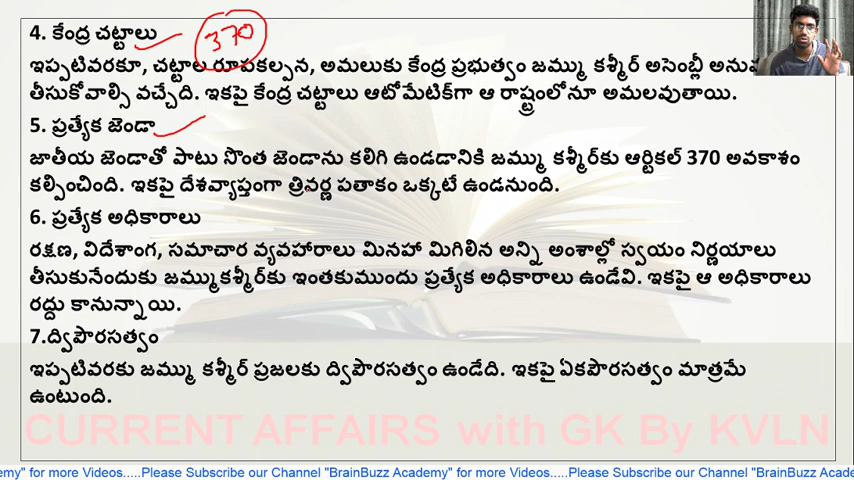 4. కేంద్ర చట్టాలు
370
ఇప్పటివరకూ, చట్టాల రూపకల్పన, అమలుకు కేంద్ర ప్రభుత్వం జమ్ము కశ్మీర్ అసెంబ్లీ
తీసుకోవాల్సి వచ్చేది. ఇకపై కేంద్ర చట్టాలు ఆటోమేటిక్‌గా ఆ రాష్ట్రంలోనూ అమలవుతాయి.
5. ప్రత్యేక జెండా
జాతీయ జెండాతో పాటు సొంత జెండాను కలిగి ఉండడానికి జమ్ము కశ్మీర్‌కు ఆర్టికల్ 370 అవకాశం
కల్పించింది. ఇకపై దేశవ్యాప్తంగా త్రివర్ణ పతాకం ఒక్కటే ఉండనుంది.
6. ప్రత్యేక అధికారాలు
రక్షణ, విదేశాంగ, సమాచార వ్యవహారాలు మినహా మిగిలిన అన్ని అంశాల్లో స్వయం నిర్ణయాలు
తీసుకునేందుకు జమ్ముకశ్మీర్‌కు ఇంతకుముందు ప్రత్యేక అధికారాలు ఉండేవి. ఇకపై ఆ అధికారాలు
రద్దు కానున్నాయి.
7.ద్విపౌరసత్వం
ఇప్పటివరకు జమ్ము కశ్మీర్ ప్రజలకు ద్విపౌరసత్వం ఉండేది. ఇకపై ఏకపౌరసత్వం మాత్రమే
ఉంటుంది.
CURRENT AFFAIRS with GK By KVLN
emy" for more Videos.....Please Subscribe our Channel "BrainBuzz Academy" for more Videos.....Please Subscribe our Channel "BrainBuzz Acade